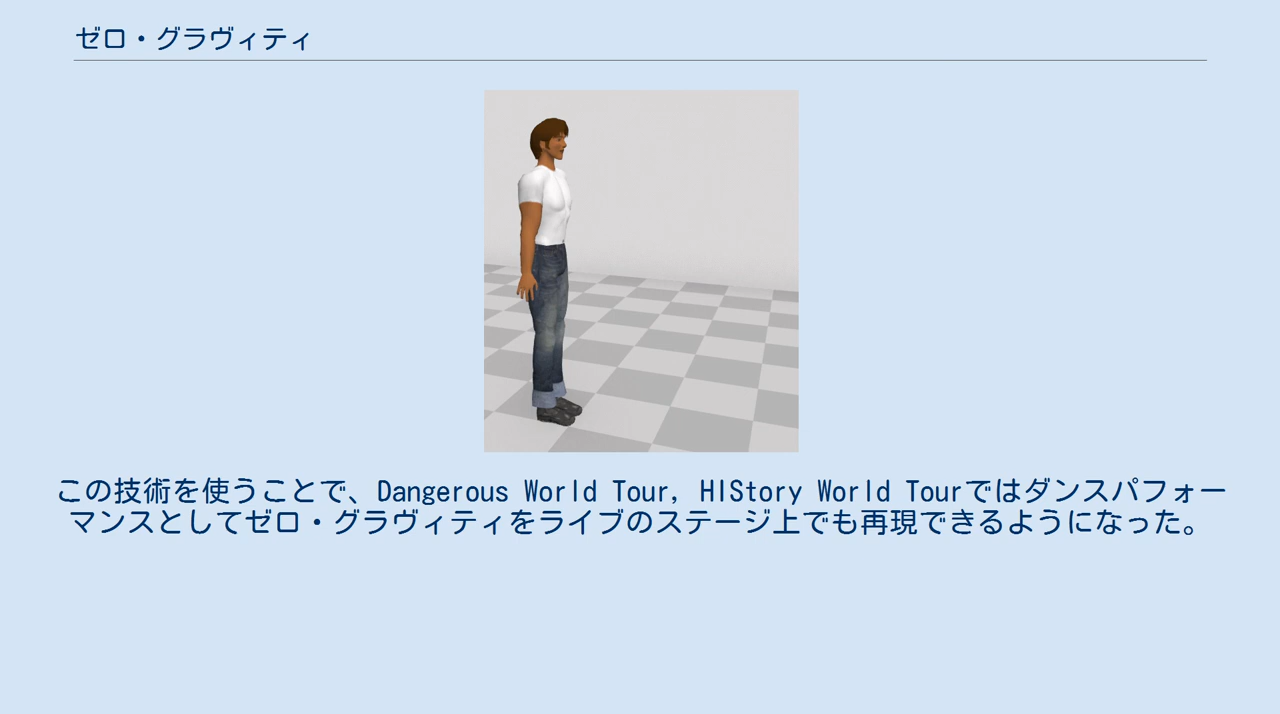 ゼロ・グラヴィティ
この技術を使うことで、Dangerous World Tour, HIStory World Tourではダンスパフォー
マンスとしてゼロ・グラヴィティをライブのステージ上でも再現できるようになった。